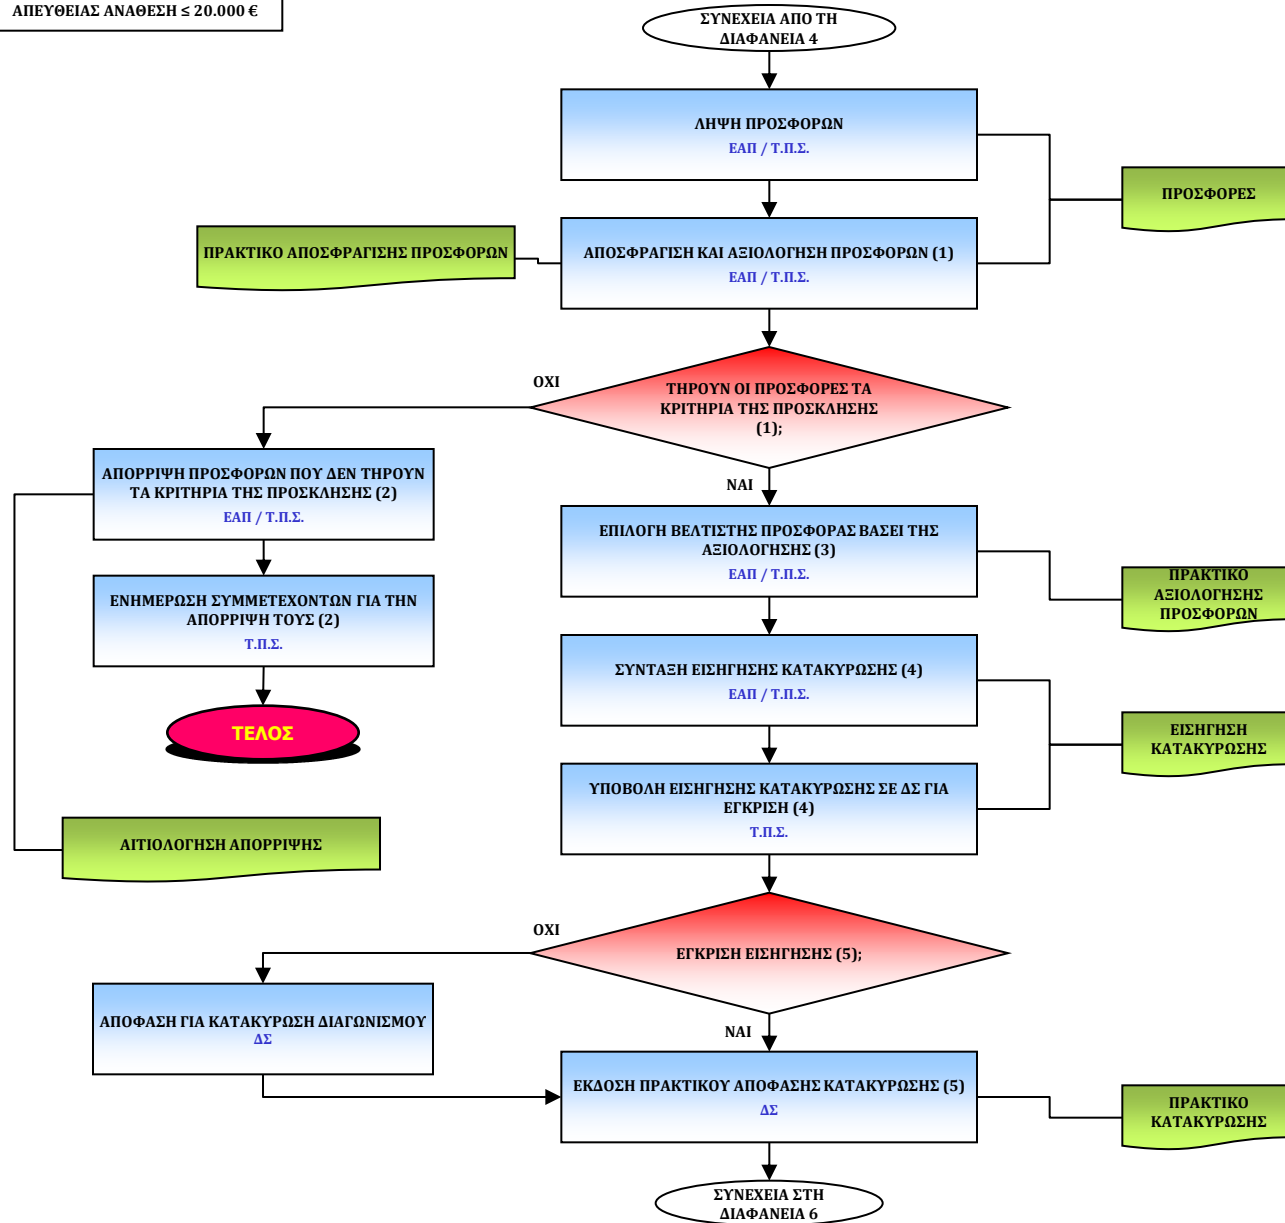 ΑΠΕΥΘΕΙΑΣ ΑΝΑΘΕΣΗ ≤ 20.000 €
ΣΥΝΕΧΕΙΑ ΑΠΟ ΤΗ
ΔΙΑΦΑΝΕΙΑ 4
ΛΗΨΗ ΠΡΟΣΦΟΡΩΝ
ΕΑΠ / Τ.Π.Σ.
ΠΡΟΣΦΟΡΕΣ
ΠΡΑΚΤΙΚΟ ΑΠΟΣΦΡΑΓΙΣΗΣ ΠΡΟΣΦΟΡΩΝ
ΑΠΟΣΦΡΑΓΙΣΗ ΚΑΙ ΑΞΙΟΛΟΓΗΣΗ ΠΡΟΣΦΟΡΩΝ (1)
ΕΑΠ / Τ.Π.Σ.
ΟΧΙ
ΤΗΡΟΥΝ ΟΙ ΠΡΟΣΦΟΡΕΣ ΤΑ
ΚΡΙΤΗΡΙΑ ΤΗΣ ΠΡΟΣΚΛΗΣΗΣ
(1);
ΝΑΙ
ΑΠΟΡΡΙΨΗ ΠΡΟΣΦΟΡΩΝ ΠΟΥ ΔΕΝ ΤΗΡΟΥΝ
ΤΑ ΚΡΙΤΗΡΙΑ ΤΗΣ ΠΡΟΣΚΛΗΣΗΣ (2)
ΕΑΠ / Τ.Π.Σ.
ΕΠΙΛΟΓΗ ΒΕΛΤΙΣΤΗΣ ΠΡΟΣΦΟΡΑΣ ΒΑΣΕΙ ΤΗΣ
ΑΞΙΟΛΟΓΗΣΗΣ (3)
ΕΑΠ / Τ.Π.Σ.
ΠΡΑΚΤΙΚΟ
ΑΞΙΟΛΟΓΗΣΗΣ
ΠΡΟΣΦΟΡΩΝ
ΕΝΗΜΕΡΩΣΗ ΣΥΜΜΕΤΕΧΟΝΤΩΝ ΓΙΑ ΤΗΝ
ΑΠΟΡΡΙΨΗ ΤΟΥΣ (2)
Τ.Π.Σ.
ΣΥΝΤΑΞΗ ΕΙΣΗΓΗΣΗΣ ΚΑΤΑΚΥΡΩΣΗΣ (4)
ΕΑΠ / Τ.Π.Σ.
ΤΕΛΟΣ
ΕΙΣΗΓΗΣΗ
ΚΑΤΑΚΥΡΩΣΗΣ
ΥΠΟΒΟΛΗ ΕΙΣΗΓΗΣΗΣ ΚΑΤΑΚΥΡΩΣΗΣ ΣΕ ΔΣ ΓΙΑ
ΕΓΚΡΙΣΗ (4)
Τ.Π.Σ.
ΑΙΤΙΟΛΟΓΗΣΗ ΑΠΟΡΡΙΨΗΣ
ΟΧΙ
ΕΓΚΡΙΣΗ ΕΙΣΗΓΗΣΗΣ (5);
ΝΑΙ
ΑΠΟΦΑΣΗ ΓΙΑ ΚΑΤΑΚΥΡΩΣΗ ΔΙΑΓΩΝΙΣΜΟΥ
ΔΣ
ΕΚΔΟΣΗ ΠΡΑΚΤΙΚΟΥ ΑΠΟΦΑΣΗΣ ΚΑΤΑΚΥΡΩΣΗΣ (5)
ΔΣ
ΠΡΑΚΤΙΚΟ
ΚΑΤΑΚΥΡΩΣΗΣ
ΣΥΝΕΧΕΙΑ ΣΤΗ
ΔΙΑΦΑΝΕΙΑ 6